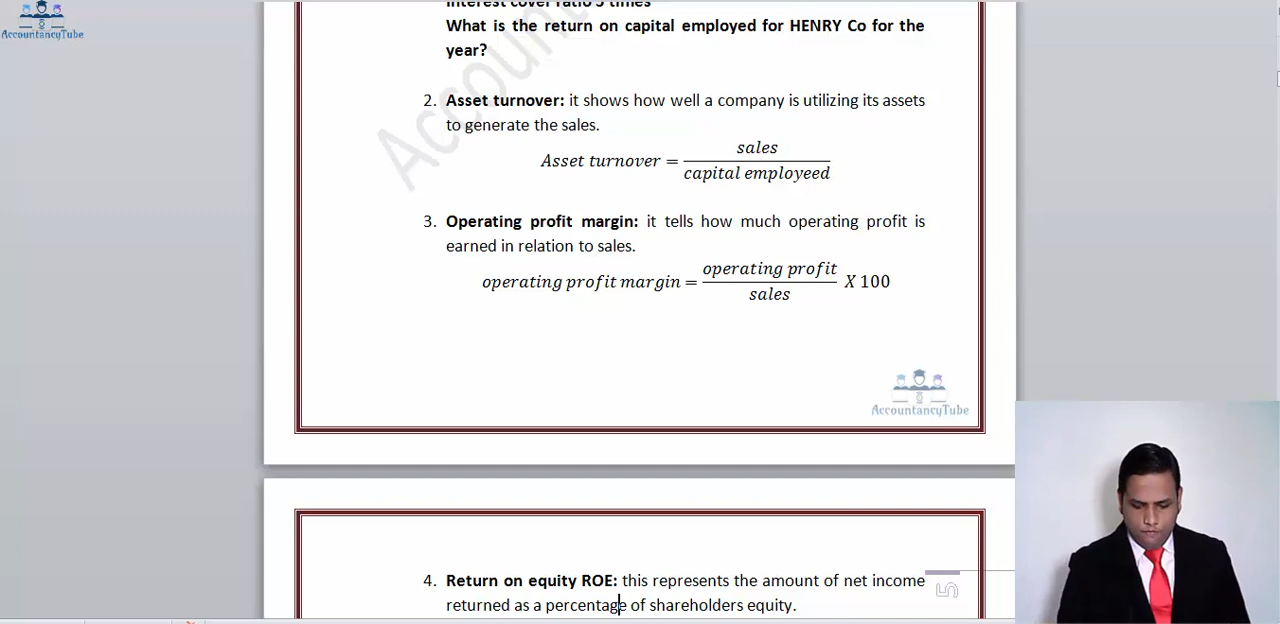 AccountancyTube
Interest cover ratio 5 times
What is the return on capital employed for HENRY Co for the
year?
Account
2. Asset turnover: it shows how well a company is utilizing its assets
to generate the sales.
Asset turnover = sales / capital employeed
3. Operating profit margin: it tells how much operating profit is
earned in relation to sales.
operating profit margin = operating profit / sales X 100
AccountancyTube
4. Return on equity ROE: this represents the amount of net income
returned as a percentage of shareholders equity.
5